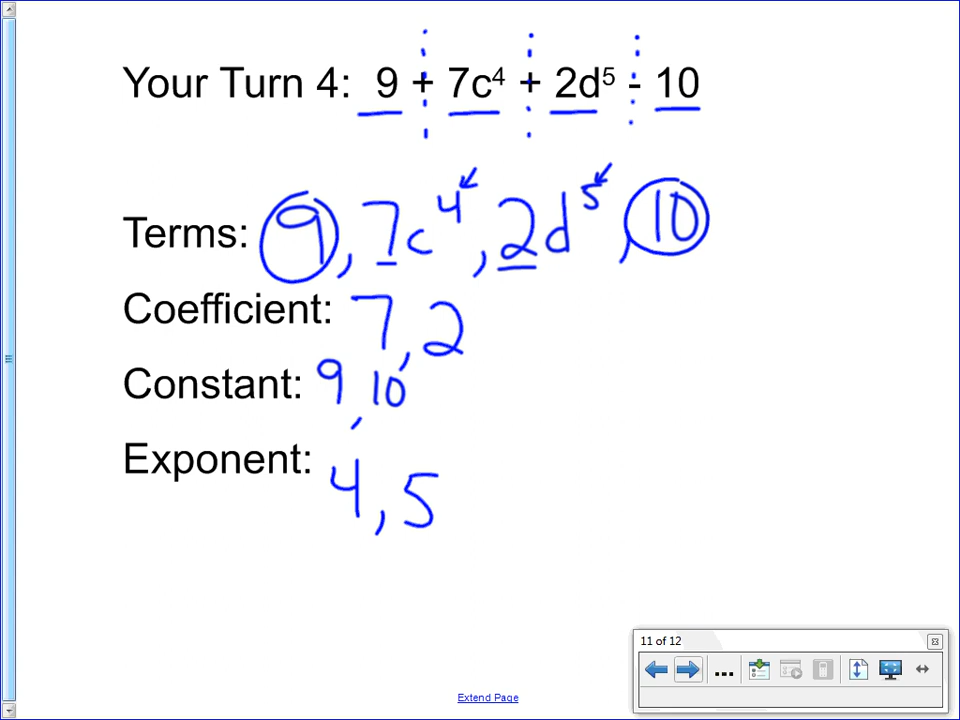 Your Turn 4: 9 + 7c⁴ + 2d⁵ - 10
Terms: 9, 7c⁴, 2d⁵, 10
Coefficient: 7, 2
Constant: 9, 10
Exponent: 4, 5
11 of 12
Extend Page